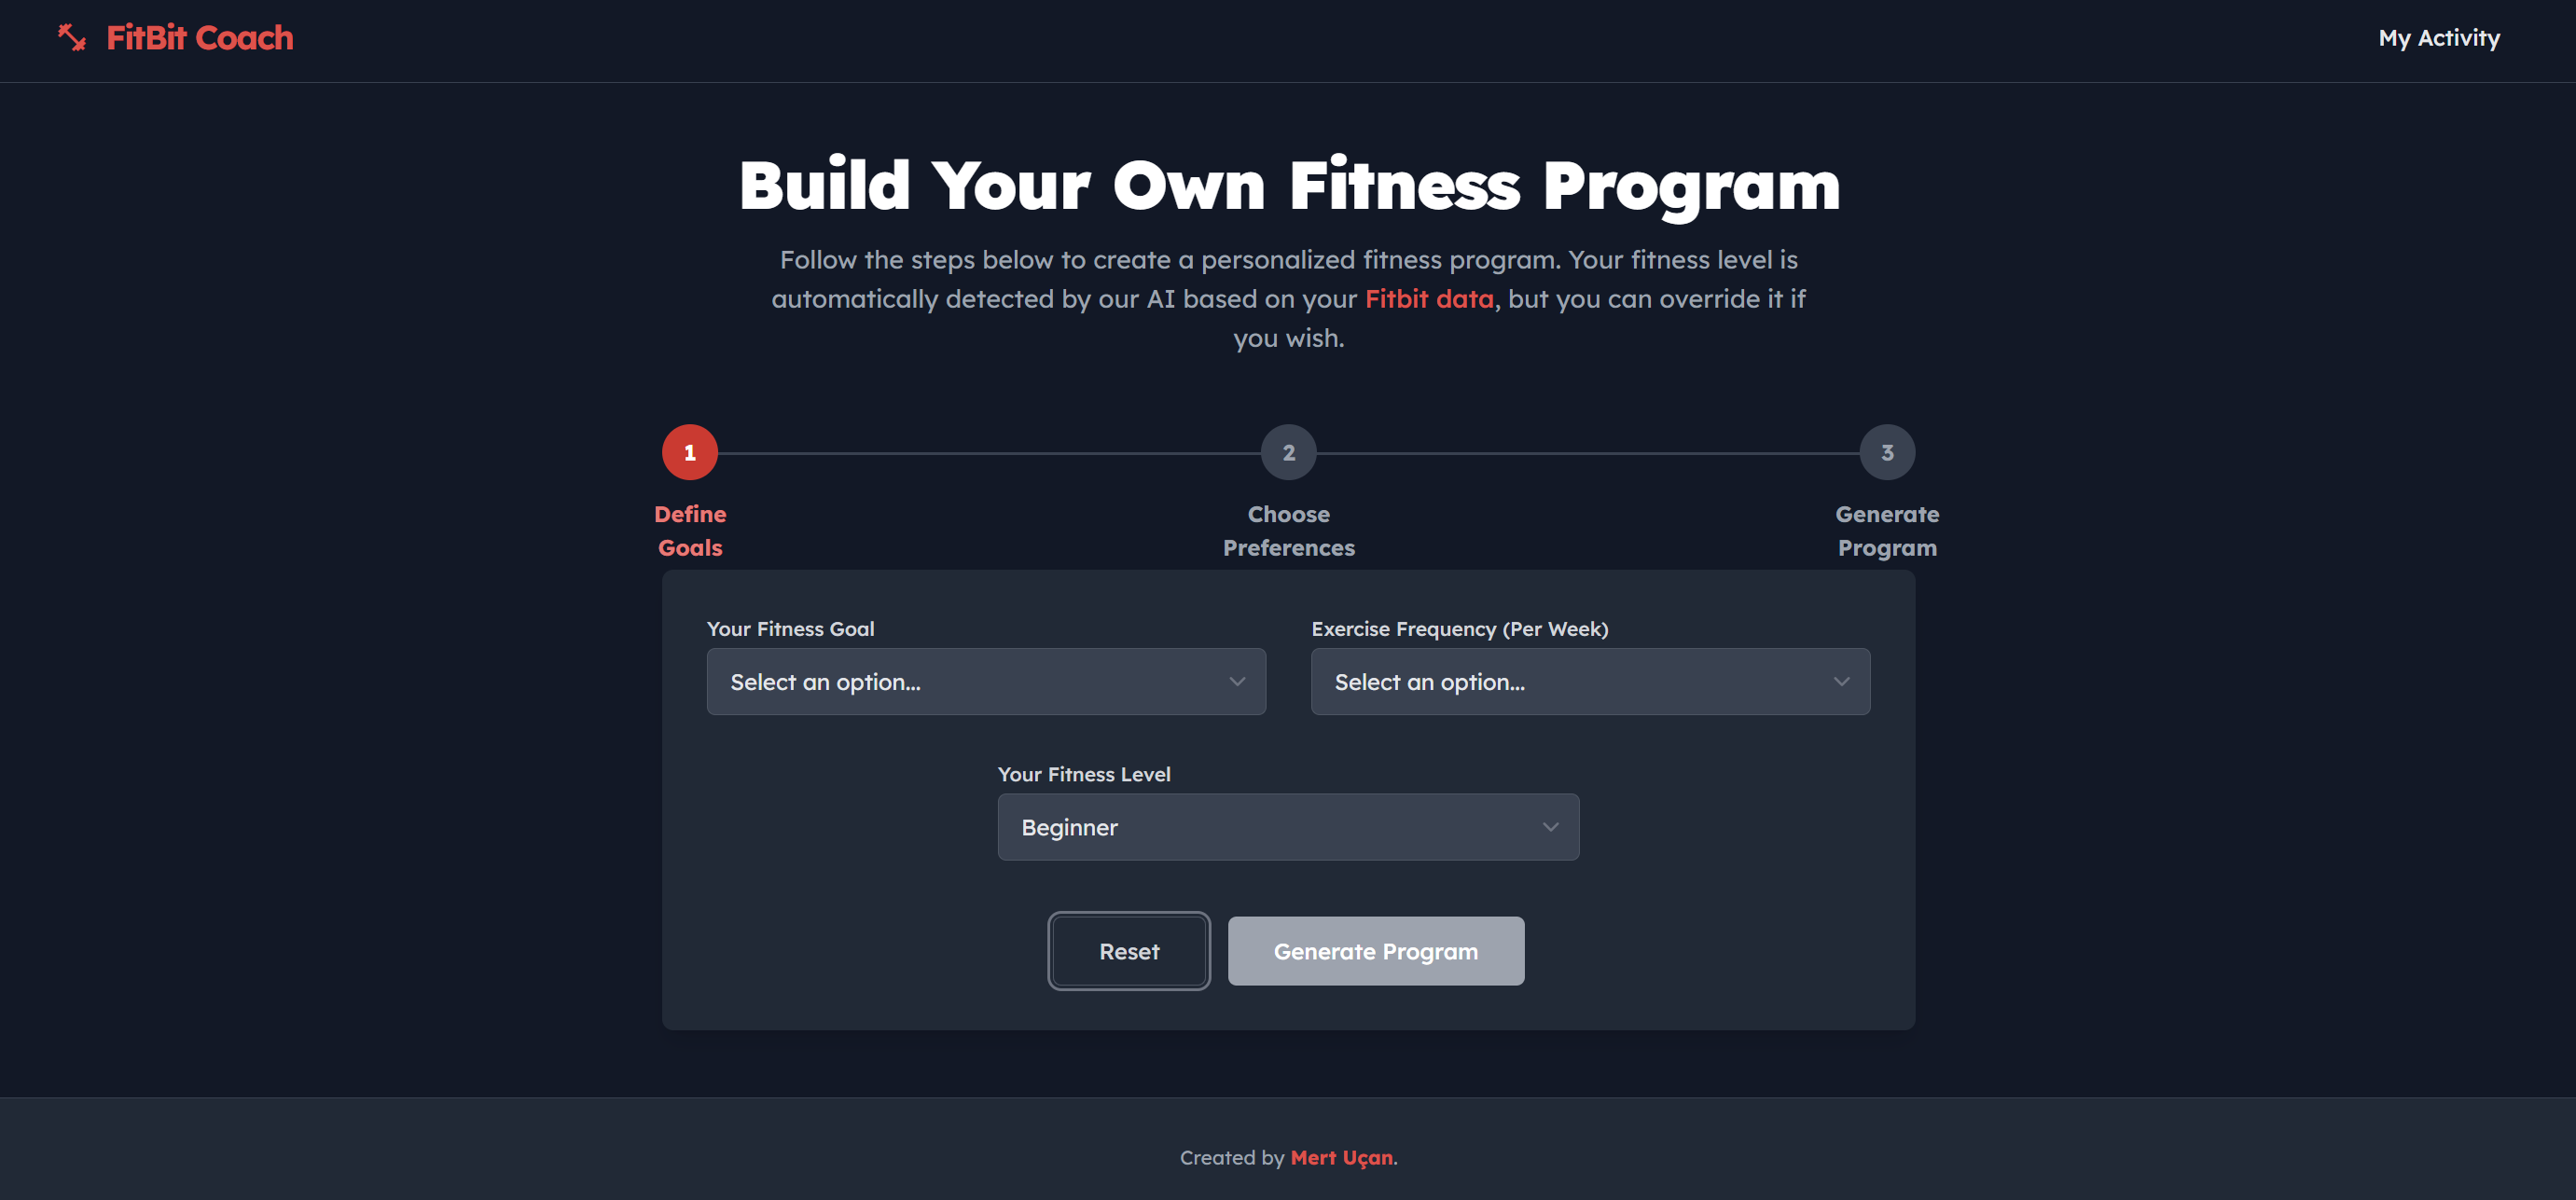 FitBit Coach
My Activity
Build Your Own Fitness Program
Follow the steps below to create a personalized fitness program. Your fitness level is
automatically detected by our AI based on your Fitbit data, but you can override it if
you wish.
1
2
3
Define
Goals
Choose
Preferences
Generate
Program
Your Fitness Goal
Exercise Frequency (Per Week)
Select an option...
Select an option...
Your Fitness Level
Beginner
Reset
Generate Program
Created by Mert Uçan.